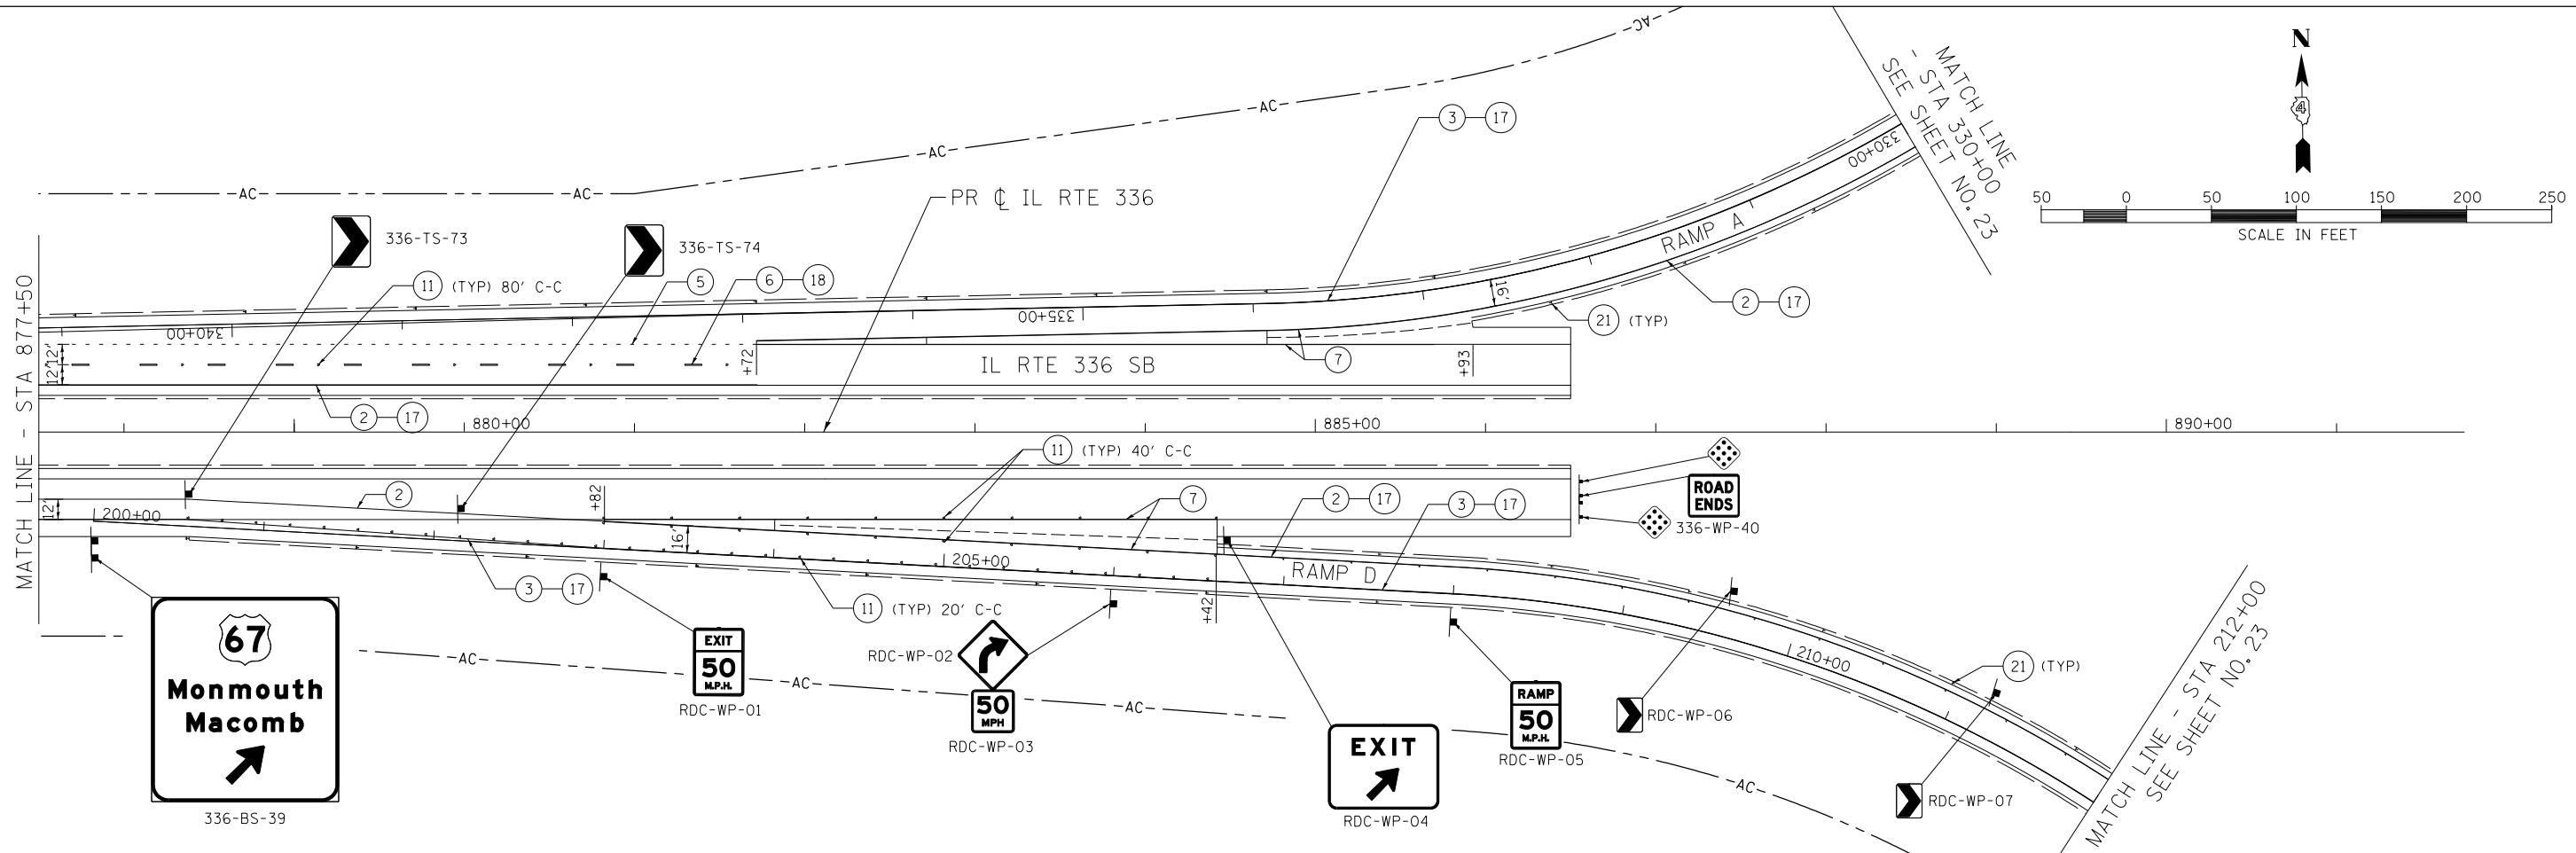 AC
MATCH LINE
- STA 330+00
SEE SHEET NO. 23
N
4
50 0 50 100 150 200 250
SCALE IN FEET
AC
AC
AC
AC
3 17
330+00
PR ℄ IL RTE 336
336-TS-73
336-TS-74
RAMP A
11 (TYP) 80' C-C
5
6 18
16'
2 17
21 (TYP)
340+00
335+00
7
MATCH LINE - STA 877+50
12'
12'
+72
IL RTE 336 SB
+93
2 17
880+00
885+00
890+00
11 (TYP) 40' C-C
2
+82
7
2 17
3 17
ROAD
ENDS
336-WP-40
12'
200+00
16'
205+00
RAMP D
3 17
11 (TYP) 20' C-C
+42
67
Monmouth
Macomb
336-BS-39
AC
EXIT
50
M.P.H.
RDC-WP-01
AC
RDC-WP-02
50
MPH
RDC-WP-03
AC
EXIT
RDC-WP-04
RAMP
50
M.P.H.
RDC-WP-05
RDC-WP-06
210+00
21 (TYP)
AC
RDC-WP-07
MATCH LINE - STA 212+00
SEE SHEET NO. 23